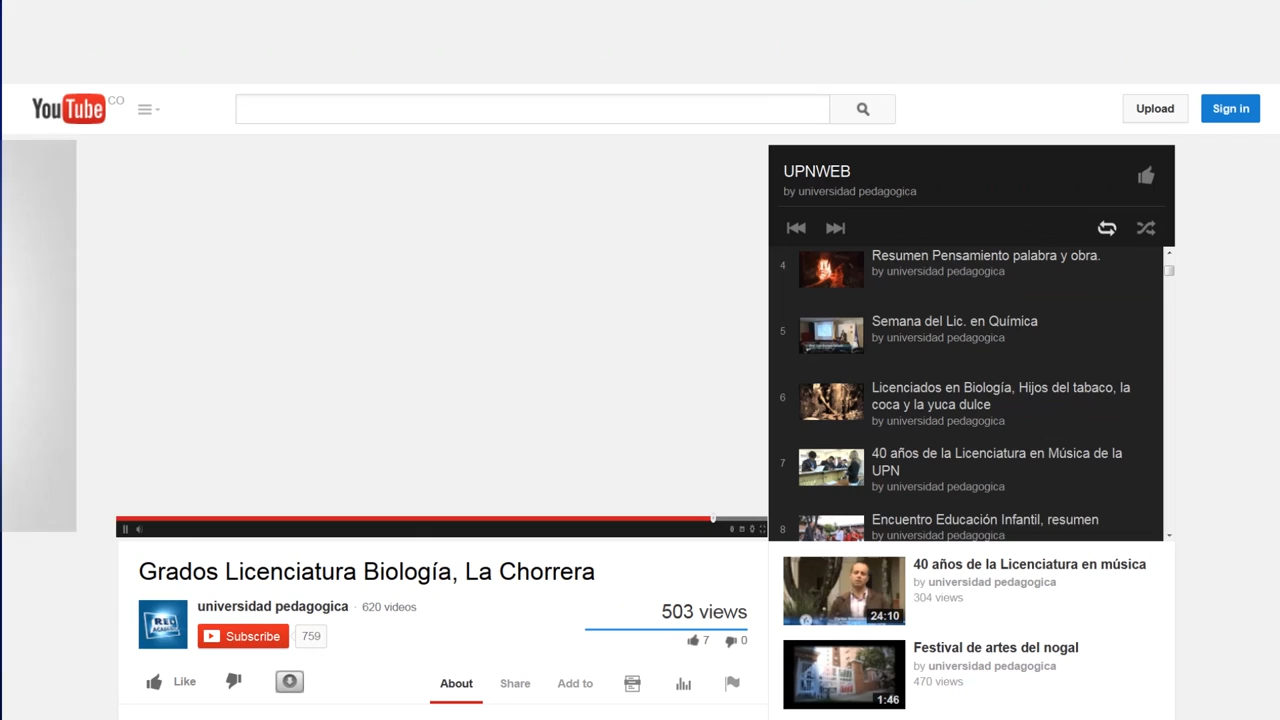 YouTube CO
Upload
Sign in
UPNWEB
by universidad pedagogica
4
Resumen Pensamiento palabra y obra.
by universidad pedagogica
5
Semana del Lic. en Química
by universidad pedagogica
6
Licenciados en Biología, Hijos del tabaco, la
coca y la yuca dulce
by universidad pedagogica
7
40 años de la Licenciatura en Música de la
UPN
by universidad pedagogica
8
Encuentro Educación Infantil, resumen
by universidad pedagogica
Grados Licenciatura Biología, La Chorrera
universidad pedagogica · 620 videos
Subscribe 759
503 views
7 0
Like
About Share Add to
40 años de la Licenciatura en música
by universidad pedagogica
304 views
24:10
Festival de artes del nogal
by universidad pedagogica
470 views
1:46